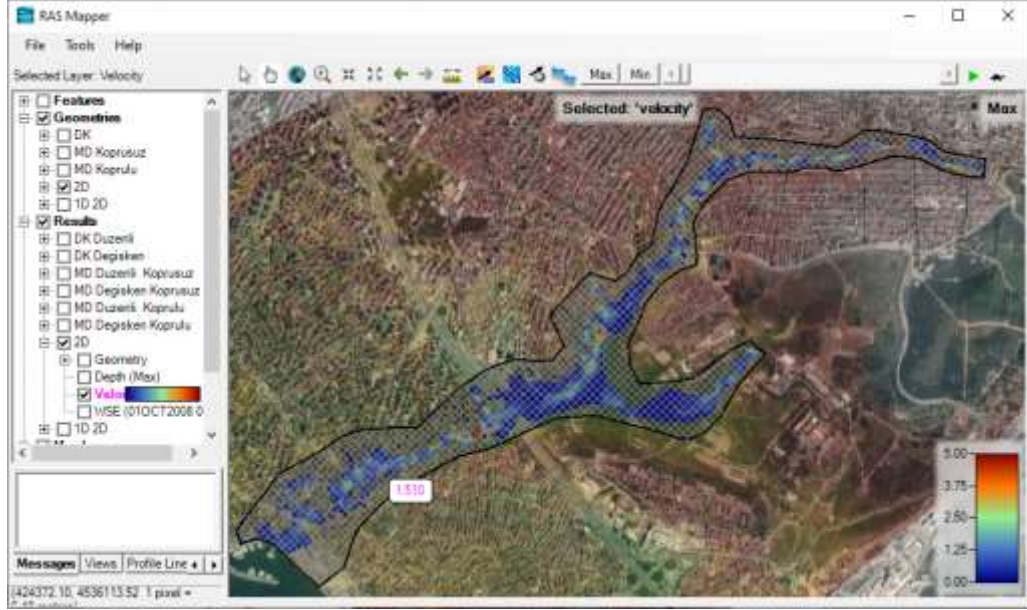 RAS Mapper
File Tools Help
Selected Layer: Velocity
Max Min
Features
Geometries
DK
MD Koprusuz
MD Koprulu
2D
1D 2D
Results
DK Duzenli
DK Degisken
MD Duzenli Koprusuz
MD Degisken Koprusuz
MD Duzenli Koprulu
MD Degisken Koprulu
2D
Geometry
Depth (Max)
Veloc
WSE (01OCT2008 0
1D 2D
Messages Views Profile Line
(424372.10, 4536113.52 1 pixel =
Selected: 'velocity'
Max
1.510
5.00
3.75
2.50
1.25
0.00